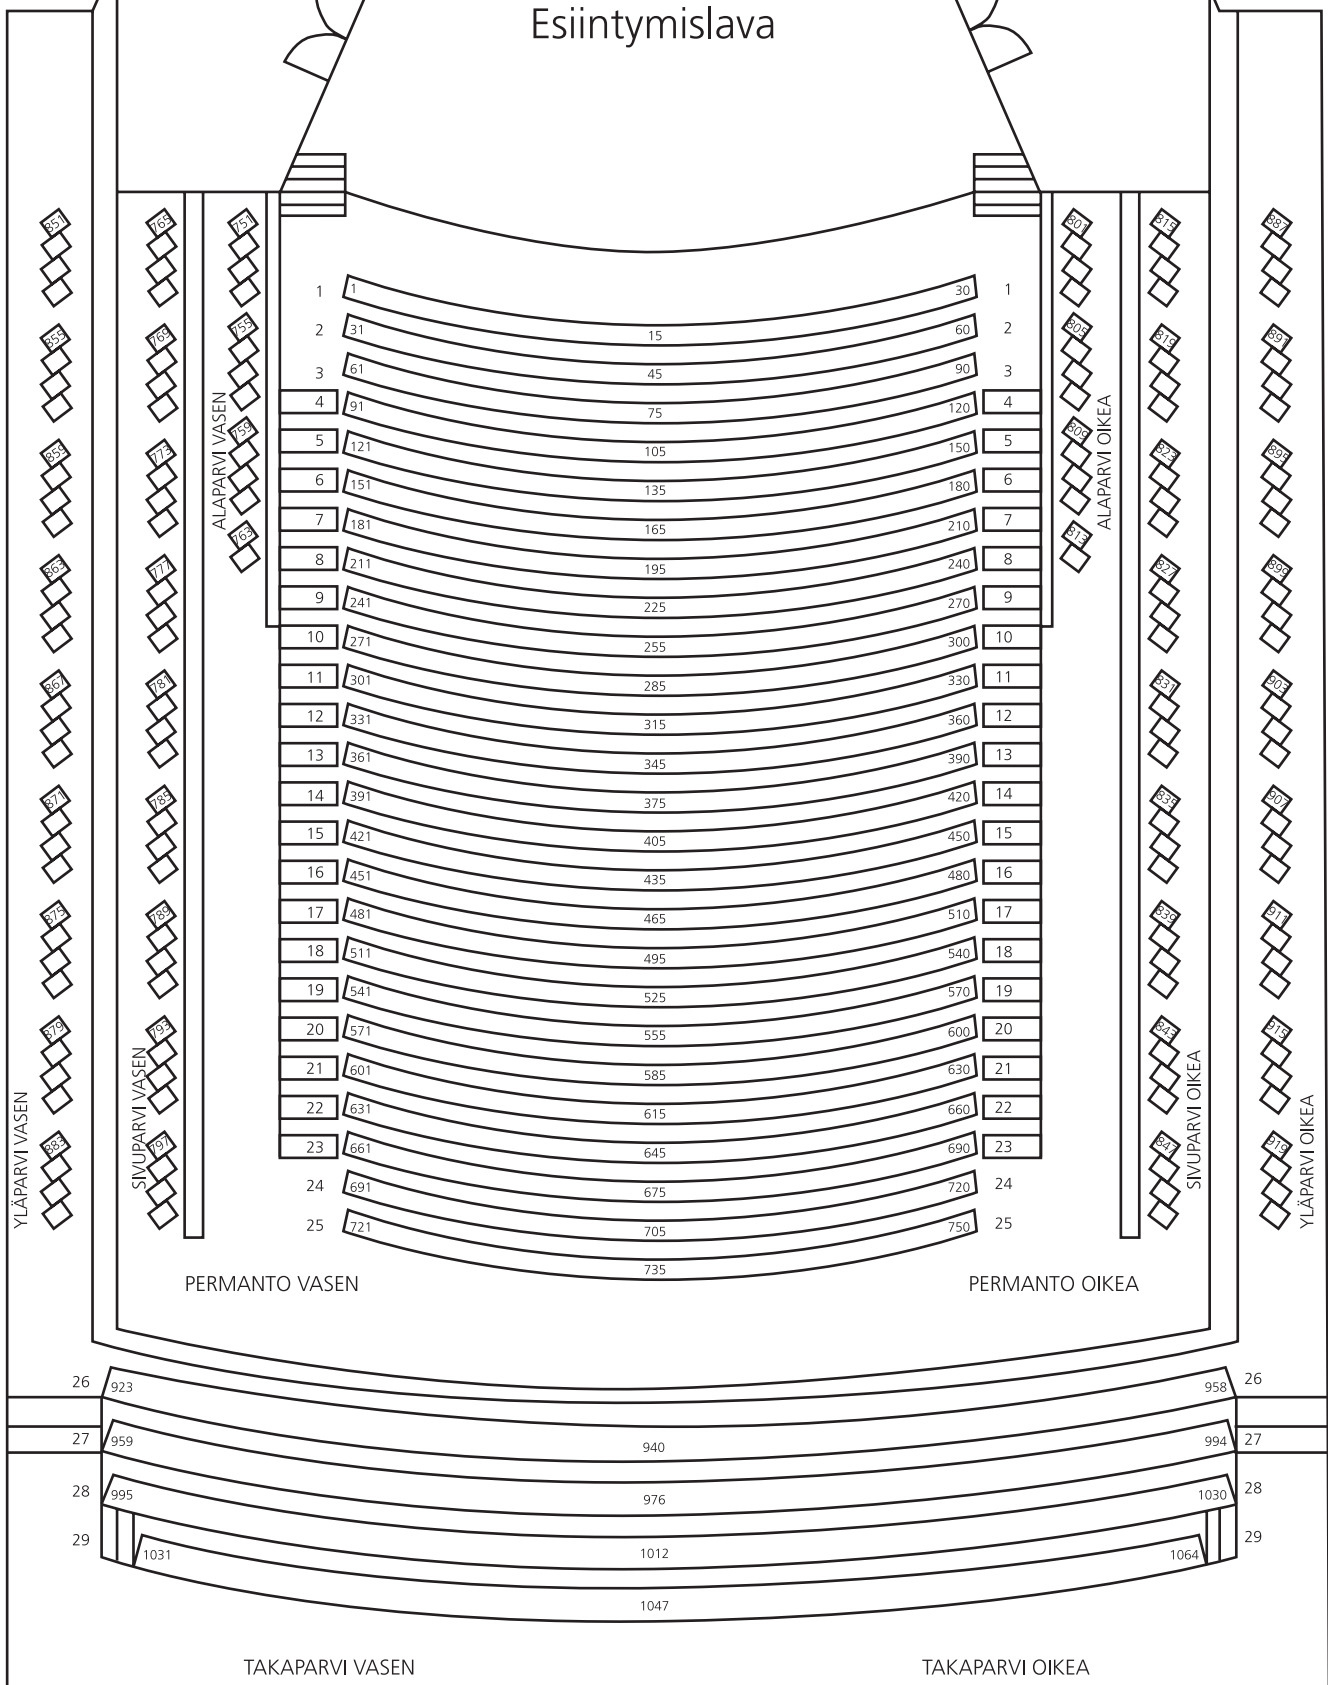 Esiintymislava
851 765 751 801 815 887
1 1 15 30 1
2 31 45 60 2
855 769 755 805 819 891
3 61 75 90 3
4 91 105 120 4
859 773 759 809 823 895
5 121 135 150 5
6 151 165 180 6
7 181 195 210 7
763 813
8 211 225 240 8
863 777 827 899
9 241 255 270 9
10 271 285 300 10
11 301 315 330 11
867 781 831 903
12 331 345 360 12
13 361 375 390 13
14 391 405 420 14
871 785 835 907
15 421 435 450 15
16 451 465 480 16
17 481 495 510 17
875 789 839 911
18 511 525 540 18
19 541 555 570 19
20 571 585 600 20
879 793 843 915
21 601 615 630 21
22 631 645 660 22
23 661 675 690 23
883 797 847 919
24 691 705 720 24
25 721 735 750 25
ALAPARVI VASEN
ALAPARVI OIKEA
YLÄPARVI VASEN
SIVUPARVI VASEN
SIVUPARVI OIKEA
YLÄPARVI OIKEA
PERMANTO VASEN
PERMANTO OIKEA
26 923 940 958 26
27 959 976 994 27
28 995 1012 1030 28
29 1031 1047 1064 29
TAKAPARVI VASEN
TAKAPARVI OIKEA